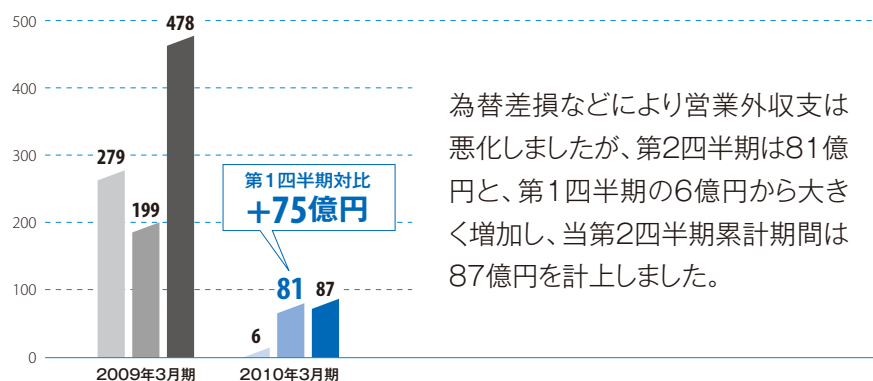 500
400
300
200
100
0
279
199
478
第1四半期対比
+75億円
6
81
87
2009年3月期
2010年3月期
為替差損などにより営業外収支は
悪化しましたが、第2四半期は81億
円と、第1四半期の6億円から大き
く増加し、当第2四半期累計期間は
87億円を計上しました。